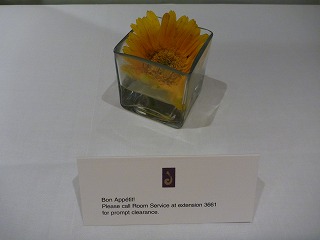 Bon Appétit!
Please call Room Service at extension 3661
for prompt clearance.